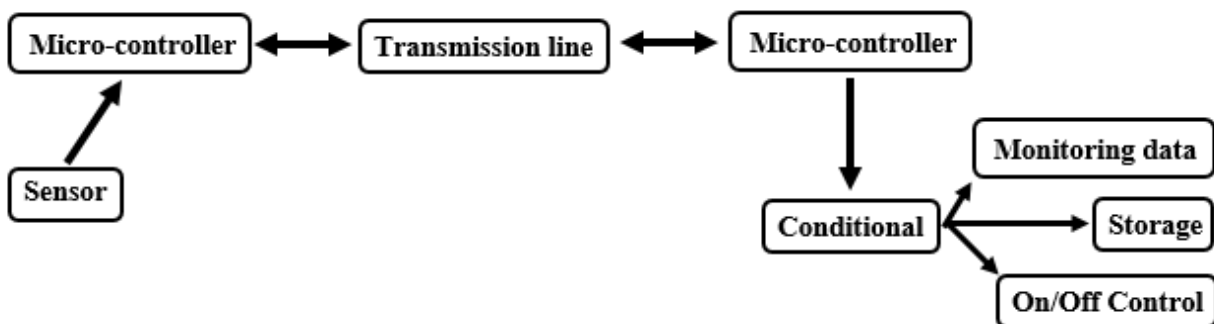 Micro-controller
Transmission line
Micro-controller
Sensor
Monitoring data
Conditional
Storage
On/Off Control